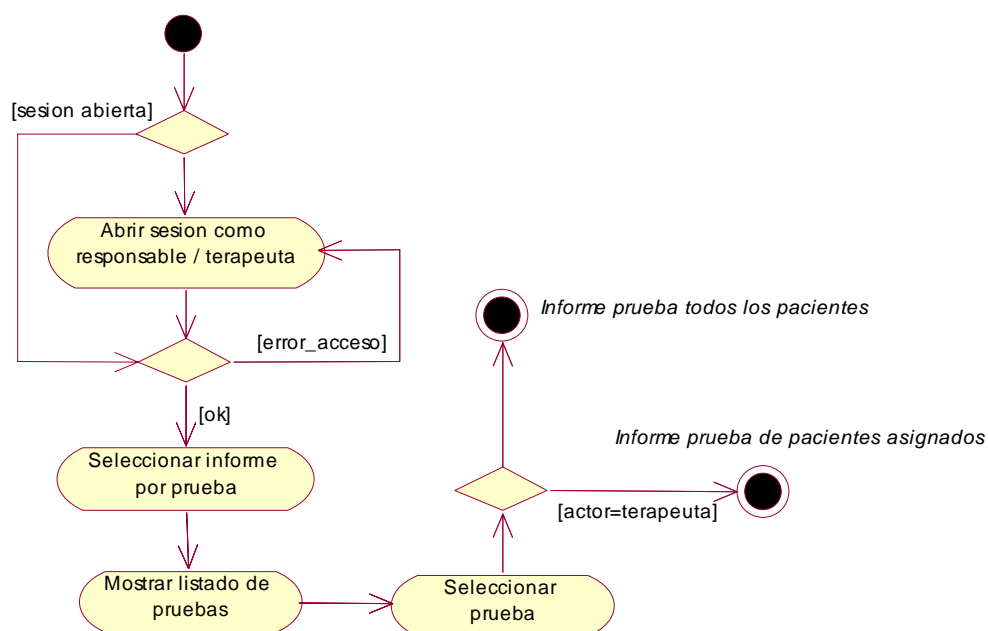 [sesion abierta]
Abrir sesion como
responsable / terapeuta
[error_acceso]
[ok]
Seleccionar informe
por prueba
Mostrar listado de
pruebas
Seleccionar
prueba
[actor=terapeuta]
Informe prueba todos los pacientes
Informe prueba de pacientes asignados